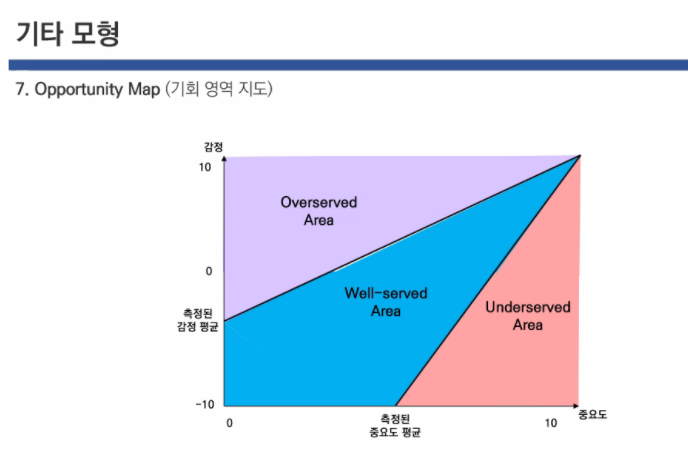 기타 모형
7. Opportunity Map (기회 영역 지도)
감정
10
Overserved
Area
0
Well-served
Area
Underserved
Area
측정된
감정 평균
-10
0
측정된
중요도 평균
10
중요도